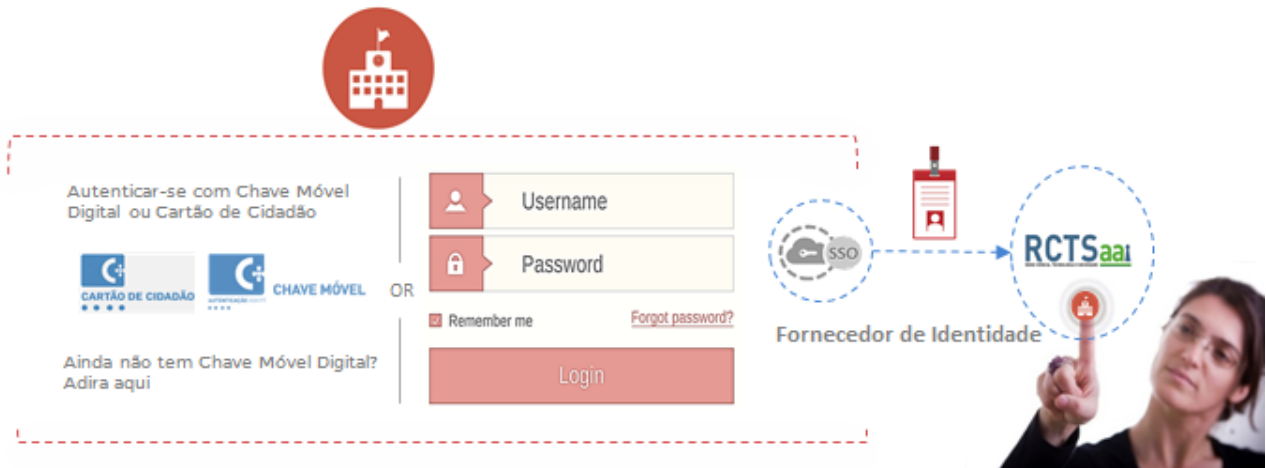 Autenticar-se com Chave Móvel
Digital ou Cartão de Cidadão
CARTÃO DE CIDADÃO
CHAVE MÓVEL
Ainda não tem Chave Móvel Digital?
Adira aqui
OR
Username
Password
Remember me
Forgot password?
Login
SSO
Fornecedor de Identidade
RCTSaai